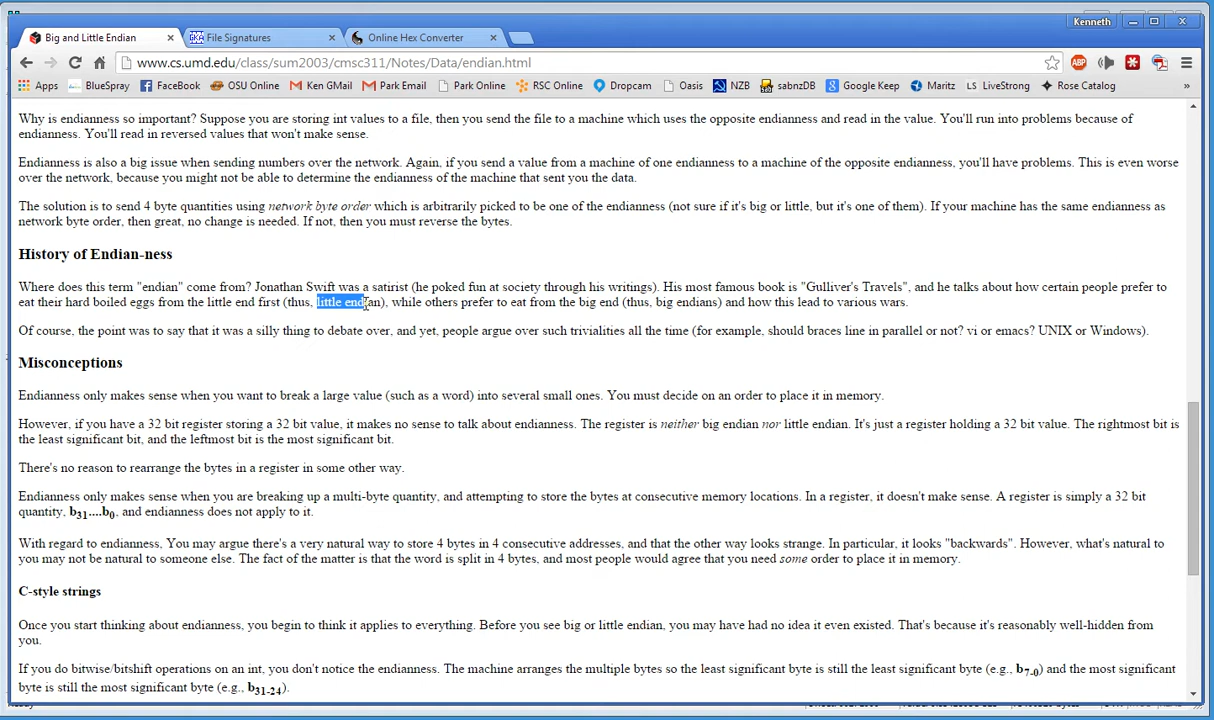 Kenneth
Big and Little Endian
File Signatures
Online Hex Converter
www.cs.umd.edu/class/sum2003/cmsc311/Notes/Data/endian.html
ABP
Apps BlueSpray FaceBook OSU Online Ken GMail Park Email Park Online RSC Online Dropcam Oasis NZB sabnzDB Google Keep Maritz LS LiveStrong Rose Catalog »
Why is endianness so important? Suppose you are storing int values to a file, then you send the file to a machine which uses the opposite endianness and read in the value. You'll run into problems because of
endianness. You'll read in reversed values that won't make sense.
Endianness is also a big issue when sending numbers over the network. Again, if you send a value from a machine of one endianness to a machine of the opposite endianness, you'll have problems. This is even worse
over the network, because you might not be able to determine the endianness of the machine that sent you the data.
The solution is to send 4 byte quantities using network byte order which is arbitrarily picked to be one of the endianness (not sure if it's big or little, but it's one of them). If your machine has the same endianness as
network byte order, then great, no change is needed. If not, then you must reverse the bytes.
History of Endian-ness
Where does this term "endian" come from? Jonathan Swift was a satirist (he poked fun at society through his writings). His most famous book is "Gulliver's Travels", and he talks about how certain people prefer to
eat their hard boiled eggs from the little end first (thus, little endian), while others prefer to eat from the big end (thus, big endians) and how this lead to various wars.
Of course, the point was to say that it was a silly thing to debate over, and yet, people argue over such trivialities all the time (for example, should braces line in parallel or not? vi or emacs? UNIX or Windows).
Misconceptions
Endianness only makes sense when you want to break a large value (such as a word) into several small ones. You must decide on an order to place it in memory.
However, if you have a 32 bit register storing a 32 bit value, it makes no sense to talk about endianness. The register is neither big endian nor little endian. It's just a register holding a 32 bit value. The rightmost bit is
the least significant bit, and the leftmost bit is the most significant bit.
There's no reason to rearrange the bytes in a register in some other way.
Endianness only makes sense when you are breaking up a multi-byte quantity, and attempting to store the bytes at consecutive memory locations. In a register, it doesn't make sense. A register is simply a 32 bit
quantity, b31....b0, and endianness does not apply to it.
With regard to endianness, You may argue there's a very natural way to store 4 bytes in 4 consecutive addresses, and that the other way looks strange. In particular, it looks "backwards". However, what's natural to
you may not be natural to someone else. The fact of the matter is that the word is split in 4 bytes, and most people would agree that you need some order to place it in memory.
C-style strings
Once you start thinking about endianness, you begin to think it applies to everything. Before you see big or little endian, you may have had no idea it even existed. That's because it's reasonably well-hidden from
you.
If you do bitwise/bitshift operations on an int, you don't notice the endianness. The machine arranges the multiple bytes so the least significant byte is still the least significant byte (e.g., b7-0) and the most significant
byte is still the most significant byte (e.g., b31-24).